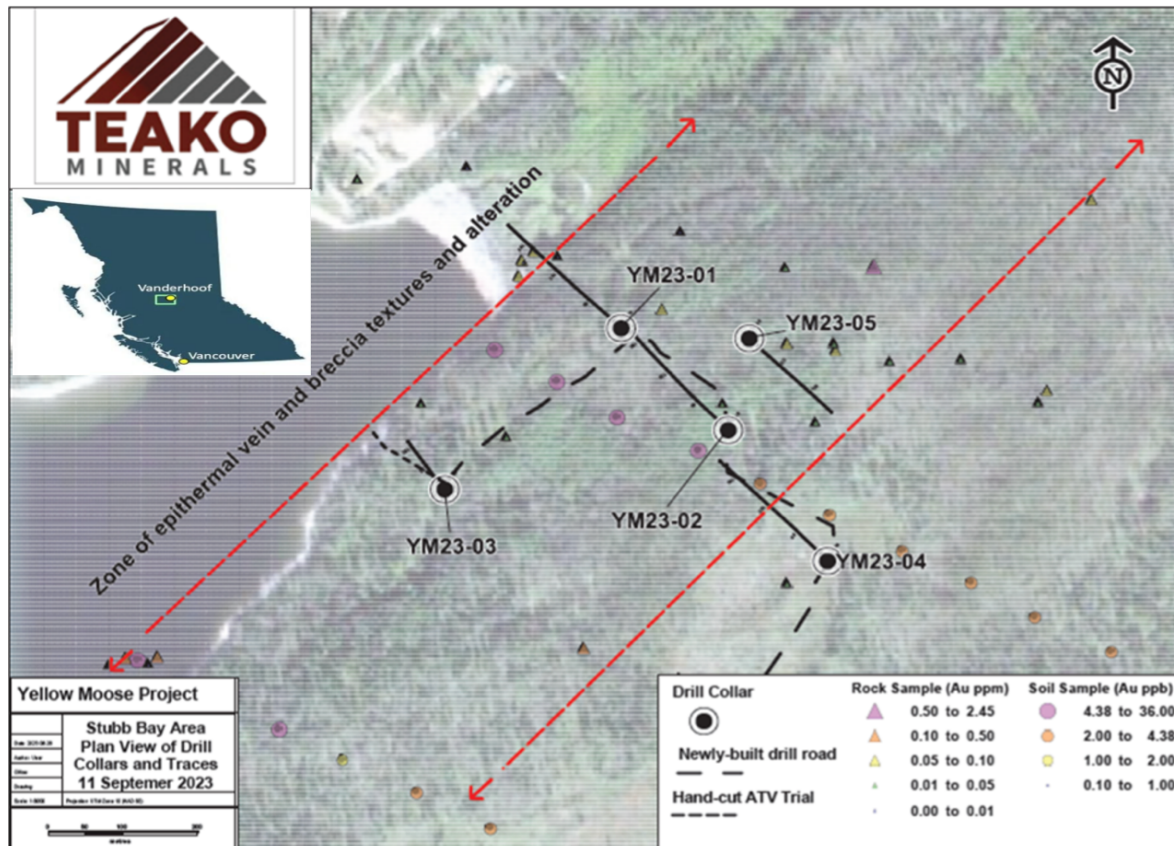 TEAKO
MINERALS
N
Vanderhoof
Vancouver
Zone of epithermal vein and breccia textures and alteration
YM23-01
YM23-05
YM23-02
YM23-03
YM23-04
Yellow Moose Project
Stubb Bay Area
Plan View of Drill
Collars and Traces
11 Septemer 2023
Drill Collar
Newly-built drill road
Hand-cut ATV Trial
Rock Sample (Au ppm)
0.50 to 2.45
0.10 to 0.50
0.05 to 0.10
0.01 to 0.05
0.00 to 0.01
Soil Sample (Au ppb)
4.38 to 36.00
2.00 to 4.38
1.00 to 2.00
0.10 to 1.00